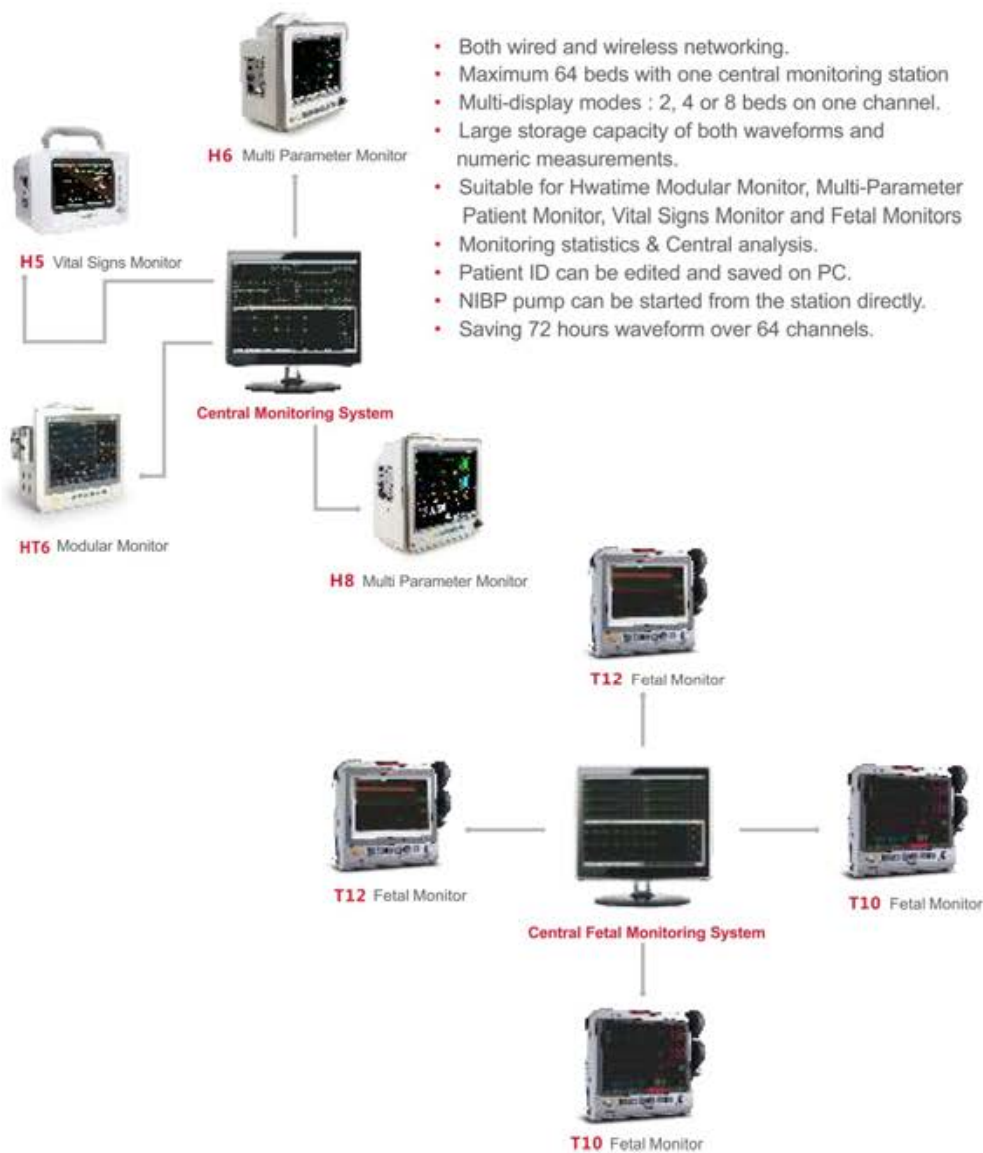 • Both wired and wireless networking.
• Maximum 64 beds with one central monitoring station
• Multi-display modes : 2, 4 or 8 beds on one channel.
• Large storage capacity of both waveforms and
numeric measurements.
• Suitable for Hwatime Modular Monitor, Multi-Parameter
Patient Monitor, Vital Signs Monitor and Fetal Monitors
• Monitoring statistics & Central analysis.
• Patient ID can be edited and saved on PC.
• NIBP pump can be started from the station directly.
• Saving 72 hours waveform over 64 channels.
H6 Multi Parameter Monitor
H5 Vital Signs Monitor
Central Monitoring System
HT6 Modular Monitor
H8 Multi Parameter Monitor
T12 Fetal Monitor
T12 Fetal Monitor
T10 Fetal Monitor
Central Fetal Monitoring System
T10 Fetal Monitor